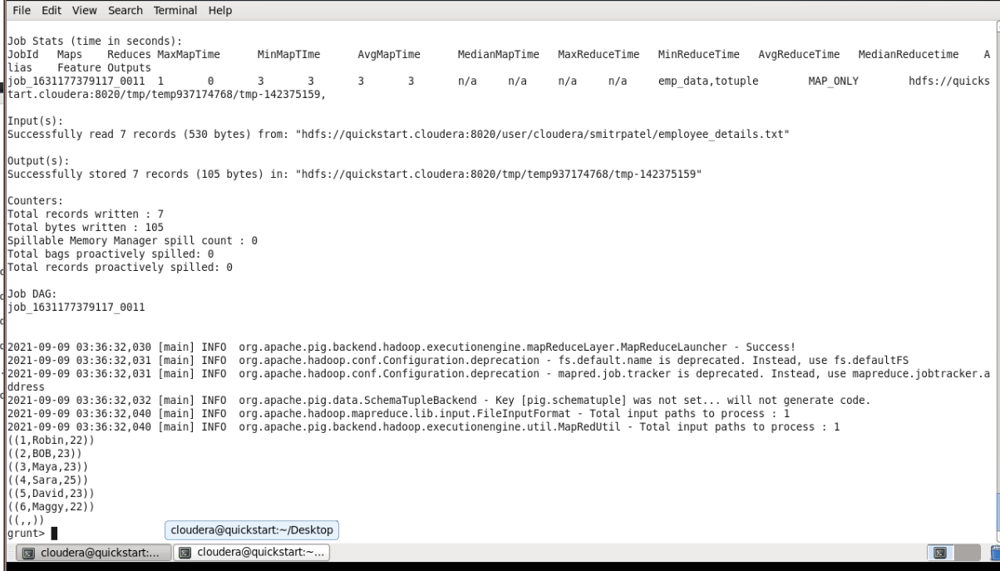 File Edit View Search Terminal Help
Job Stats (time in seconds):
JobId Maps Reduces MaxMapTime MinMapTIme AvgMapTime MedianMapTime MaxReduceTime MinReduceTime AvgReduceTime MedianReducetime A
lias Feature Outputs
job_1631177379117_0011 1 0 3 3 3 3 n/a n/a n/a n/a emp_data,totuple MAP_ONLY hdfs://quicks
tart.cloudera:8020/tmp/temp937174768/tmp-142375159,
Input(s):
Successfully read 7 records (530 bytes) from: "hdfs://quickstart.cloudera:8020/user/cloudera/smitrpatel/employee_details.txt"
Output(s):
Successfully stored 7 records (105 bytes) in: "hdfs://quickstart.cloudera:8020/tmp/temp937174768/tmp-142375159"
Counters:
Total records written : 7
Total bytes written : 105
Spillable Memory Manager spill count : 0
Total bags proactively spilled: 0
Total records proactively spilled: 0
Job DAG:
job_1631177379117_0011
2021-09-09 03:36:32,030 [main] INFO org.apache.pig.backend.hadoop.executionengine.mapReduceLayer.MapReduceLauncher - Success!
2021-09-09 03:36:32,031 [main] INFO org.apache.hadoop.conf.Configuration.deprecation - fs.default.name is deprecated. Instead, use fs.defaultFS
2021-09-09 03:36:32,031 [main] INFO org.apache.hadoop.conf.Configuration.deprecation - mapred.job.tracker is deprecated. Instead, use mapreduce.jobtracker.a
ddress
2021-09-09 03:36:32,032 [main] INFO org.apache.pig.data.SchemaTupleBackend - Key [pig.schematuple] was not set... will not generate code.
2021-09-09 03:36:32,040 [main] INFO org.apache.hadoop.mapreduce.lib.input.FileInputFormat - Total input paths to process : 1
2021-09-09 03:36:32,040 [main] INFO org.apache.pig.backend.hadoop.executionengine.util.MapRedUtil - Total input paths to process : 1
((1,Robin,22))
((2,BOB,23))
((3,Maya,23))
((4,Sara,25))
((5,David,23))
((6,Maggy,22))
((,,))
grunt>
cloudera@quickstart:~/Desktop
cloudera@quickstart:... cloudera@quickstart:~...